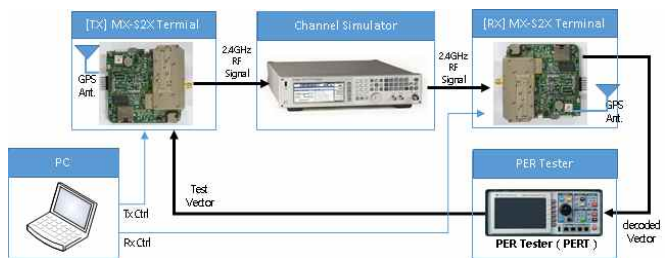 [TX] MX-S2X Termial
Channel Simulator
[RX] MX-S2X Terminal
2.4GHz
RF
Signal
2.4GHz
RF
Signal
GPS
Ant.
GPS
Ant.
PC
Tx Ctrl
Rx Ctrl
Test
Vector
PER Tester
PER Tester ( PERT )
decoded
Vector